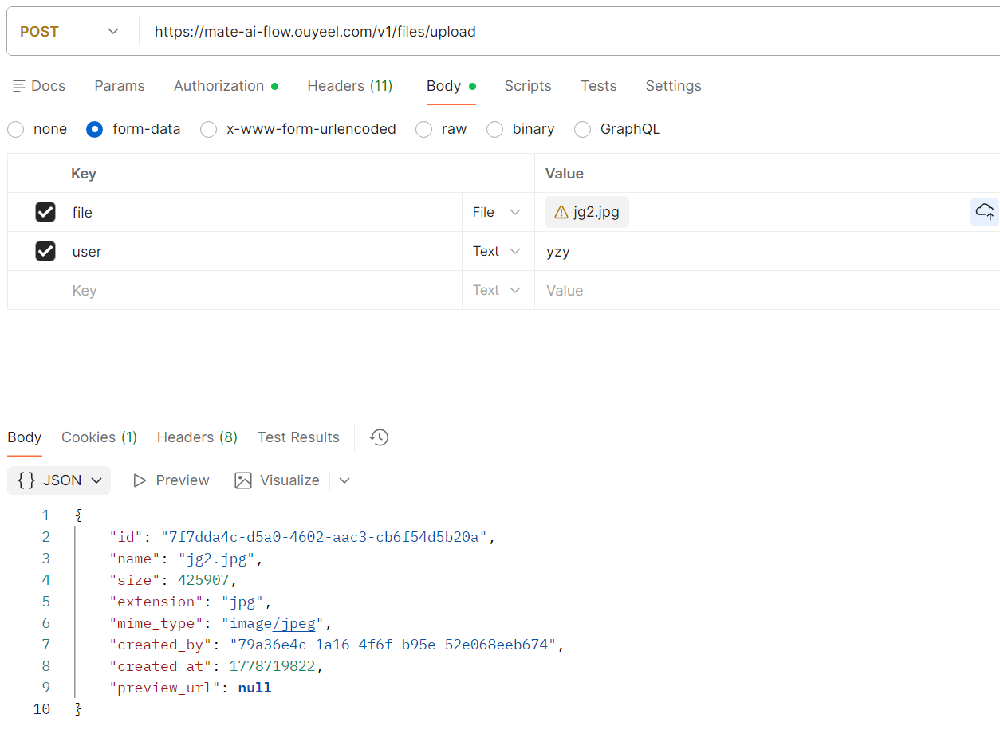 POST https://mate-ai-flow.ouyeel.com/v1/files/upload
Docs Params Authorization Headers (11) Body Scripts Tests Settings
none form-data x-www-form-urlencoded raw binary GraphQL
Key Value
file File jg2.jpg
user Text yzy
Key Text Value
Body Cookies (1) Headers (8) Test Results
{} JSON Preview Visualize
1 {
2 "id": "7f7dda4c-d5a0-4602-aac3-cb6f54d5b20a",
3 "name": "jg2.jpg",
4 "size": 425907,
5 "extension": "jpg",
6 "mime_type": "image/jpeg",
7 "created_by": "79a36e4c-1a16-4f6f-b95e-52e068eeb674",
8 "created_at": 1778719822,
9 "preview_url": null
10 }